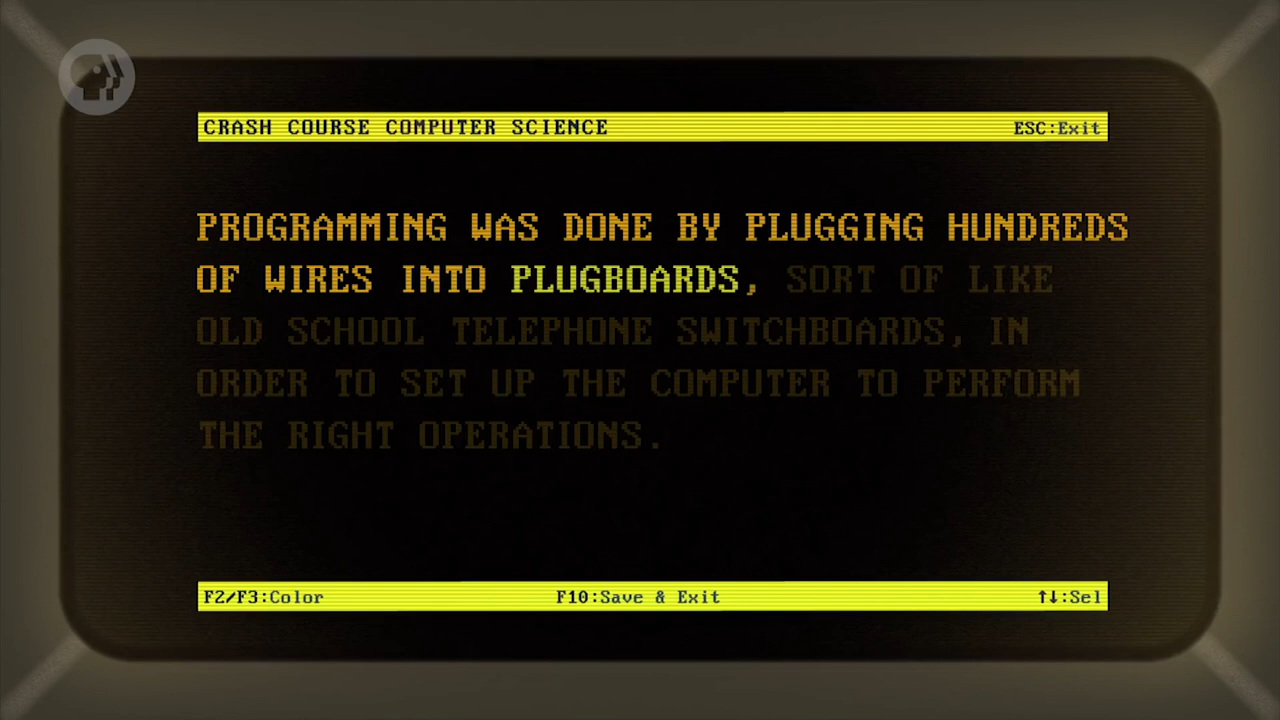 CRASH COURSE COMPUTER SCIENCE ESC:Exit
PROGRAMMING WAS DONE BY PLUGGING HUNDREDS
OF WIRES INTO PLUGBOARDS, SORT OF LIKE
OLD SCHOOL TELEPHONE SWITCHBOARDS, IN
ORDER TO SET UP THE COMPUTER TO PERFORM
THE RIGHT OPERATIONS.
F2/F3:Color F10:Save & Exit ↑↓:Sel